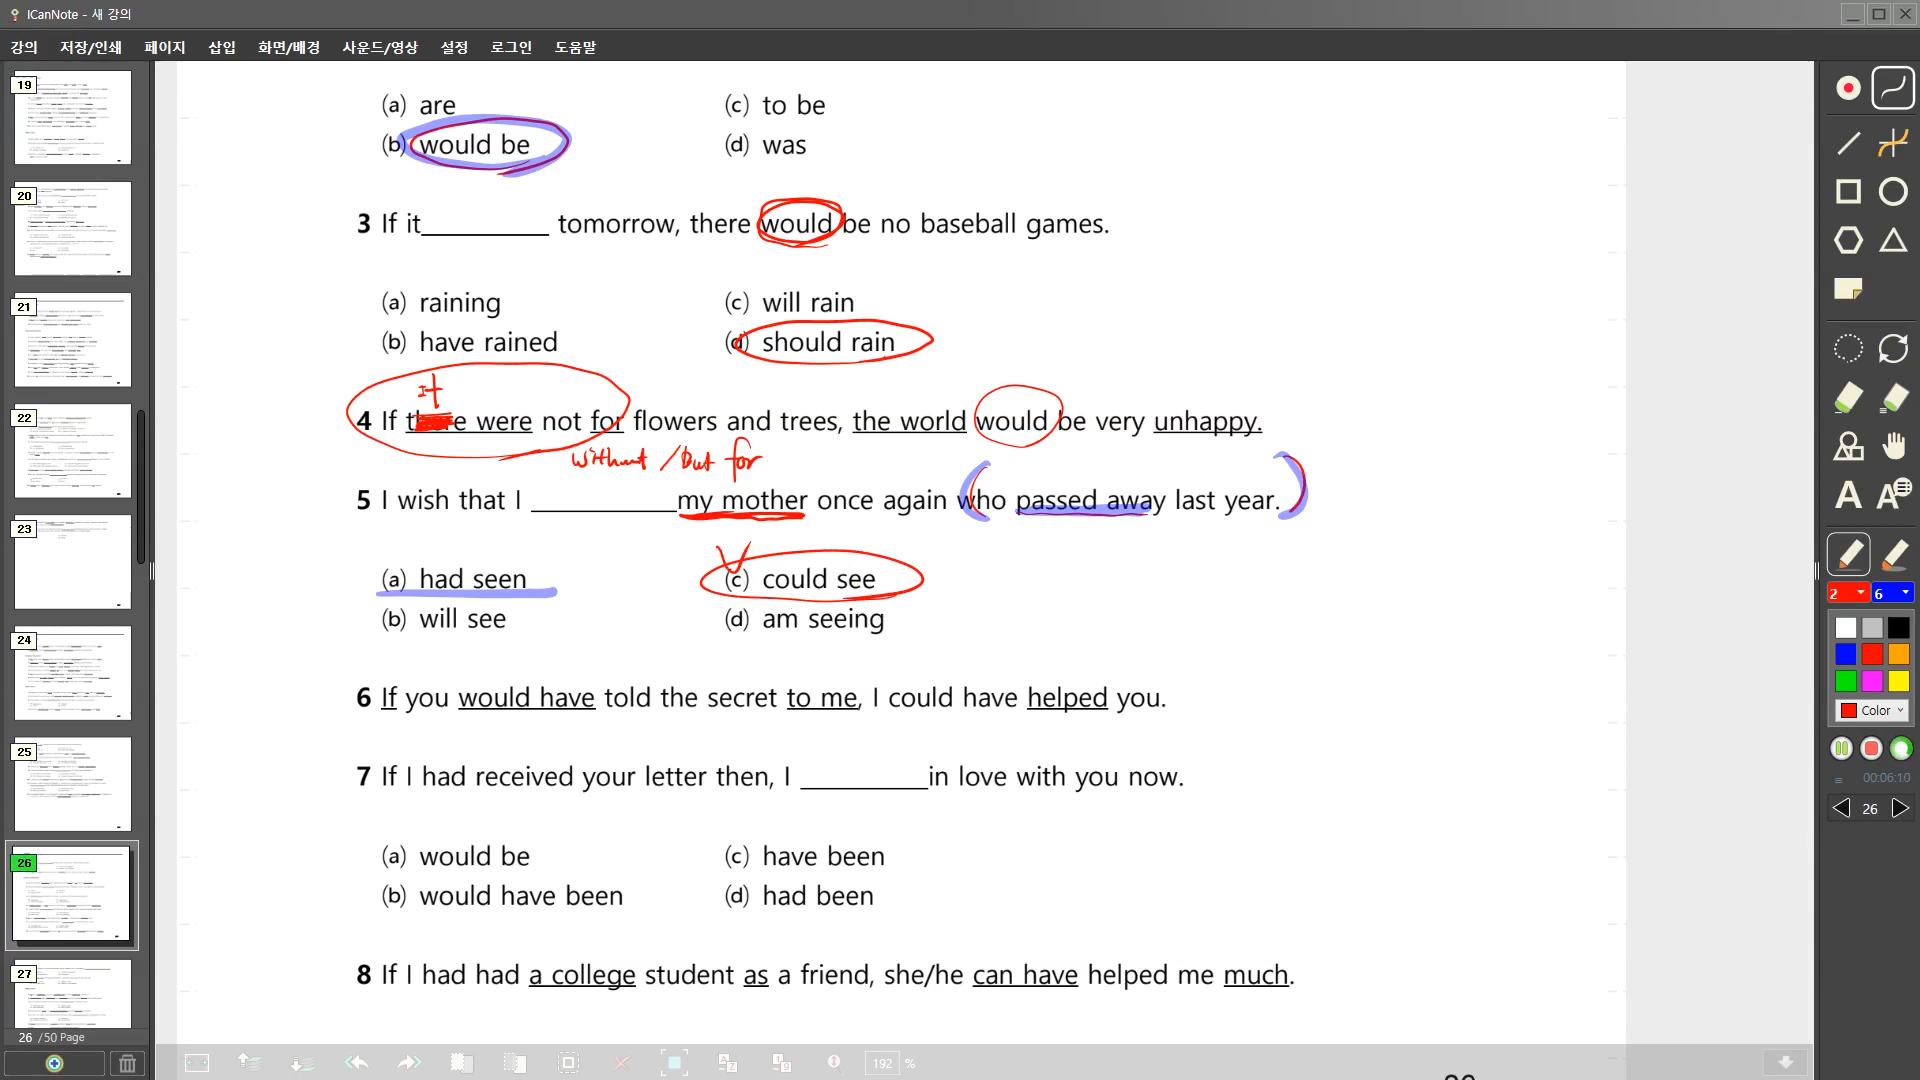 ICanNote - 새 강의
강의 저장/인쇄 페이지 삽입 화면/배경 사운드/영상 설정 로그인 도움말
19
20
21
22
23
24
25
26
27
26 /50 Page
(a) are (c) to be
(b) would be (d) was
3 If it_________ tomorrow, there would be no baseball games.
(a) raining (c) will rain
(b) have rained (d) should rain
It
4 If there were not for flowers and trees, the world would be very unhappy.
without / But for
5 I wish that I __________my mother once again who passed away last year.
(a) had seen (c) could see
(b) will see (d) am seeing
6 If you would have told the secret to me, I could have helped you.
7 If I had received your letter then, I _________in love with you now.
(a) would be (c) have been
(b) would have been (d) had been
8 If I had had a college student as a friend, she/he can have helped me much.
192 %
A A
2 6
Color
00:06:10
26